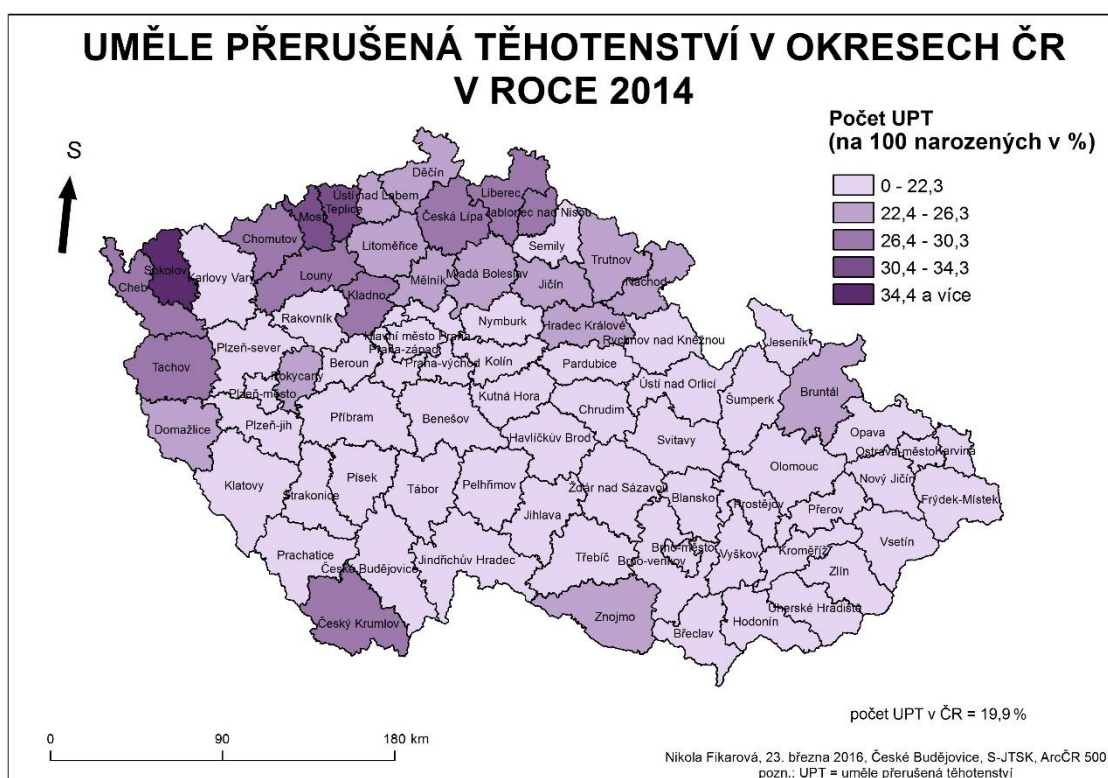 UMĚLE PŘERUŠENÁ TĚHOTENSTVÍ V OKRESECH ČR
V ROCE 2014
S
Počet UPT
(na 100 narozených v %)
0 - 22,3
22,4 - 26,3
26,4 - 30,3
30,4 - 34,3
34,4 a více
Děčín
Ústí nad Labem
Teplice
Most
Liberec
Jablonec nad Nisou
Česká Lípa
Chomutov
Litoměřice
Semily
Trutnov
Sokolov
Karlovy Vary
Cheb
Louny
Mělník
Mladá Boleslav
Jičín
Náchod
Kladno
Rakovník
Nymburk
Hradec Králové
Hlavní město Praha
Rychnov nad Kněžnou
Plzeň-sever
Praha-západ
Jeseník
Tachov
Rokycany
Beroun
Praha-východ
Kolín
Pardubice
Ústí nad Orlicí
Bruntál
Plzeň-město
Kutná Hora
Šumperk
Domažlice
Plzeň-jih
Příbram
Benešov
Chrudim
Opava
Havlíčkův Brod
Svitavy
Ostrava-město
Karviná
Olomouc
Klatovy
Písek
Strakonice
Tábor
Pelhřimov
Žďár nad Sázavou
Blansko
Prostějov
Přerov
Nový Jičín
Frýdek-Místek
Jihlava
Prachatice
České Budějovice
Jindřichův Hradec
Třebíč
Brno-město
Brno-venkov
Vyškov
Kroměříž
Vsetín
Zlín
Český Krumlov
Znojmo
Uherské Hradiště
Hodonín
Břeclav
počet UPT v ČR = 19,9 %
0 90 180 km
Nikola Fikarová, 23. března 2016, České Budějovice, S-JTSK, ArcČR 500
pozn.: UPT = uměle přerušená těhotenství